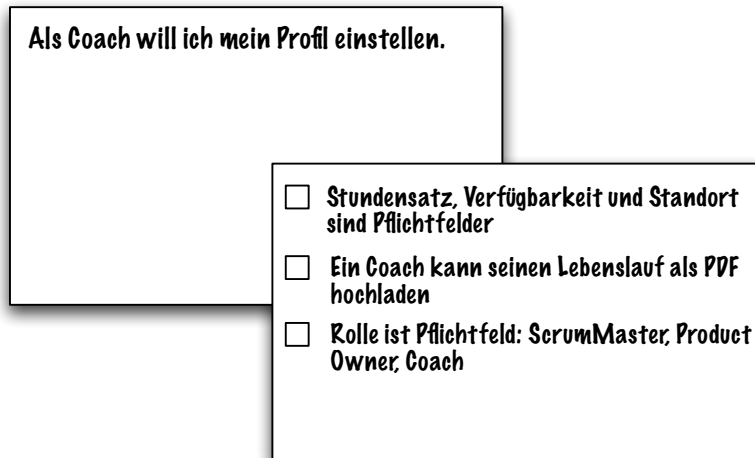 Als Coach will ich mein Profil einstellen.
Stundensatz, Verfügbarkeit und Standort
sind Pflichtfelder
Ein Coach kann seinen Lebenslauf als PDF
hochladen
Rolle ist Pflichtfeld: ScrumMaster, Product
Owner, Coach